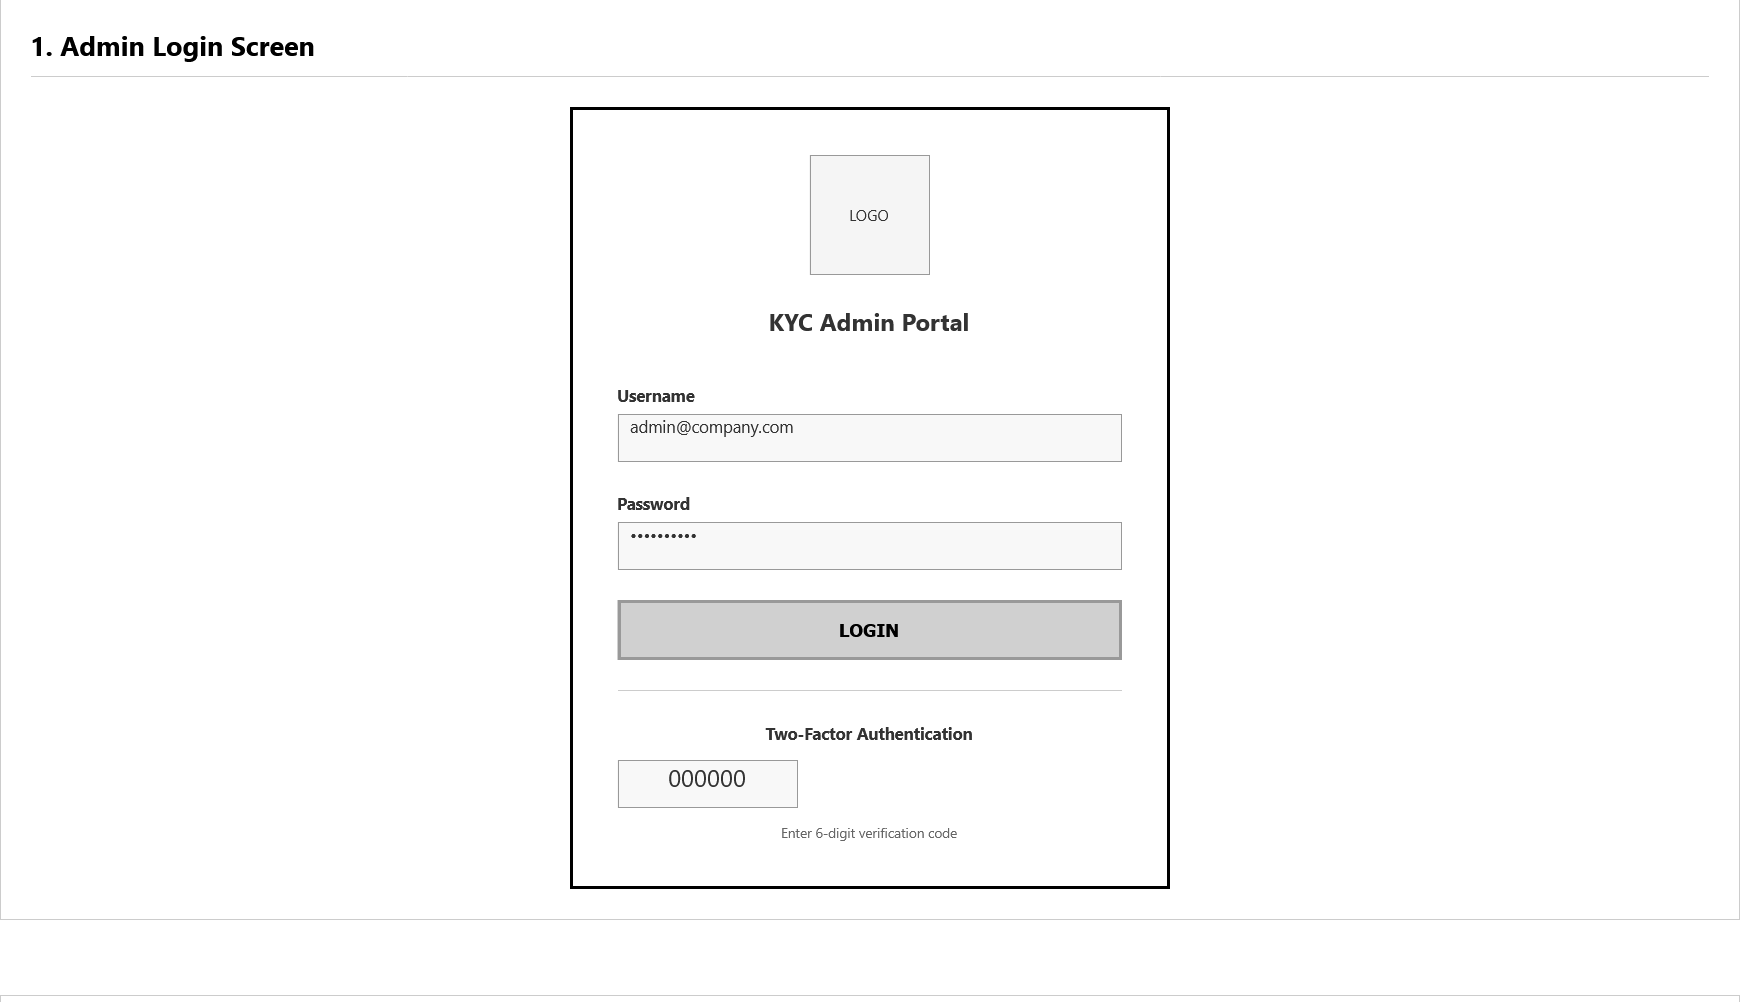 1. Admin Login Screen
LOGO
KYC Admin Portal
Username
admin@company.com
Password
••••••••••
LOGIN
Two-Factor Authentication
000000
Enter 6-digit verification code